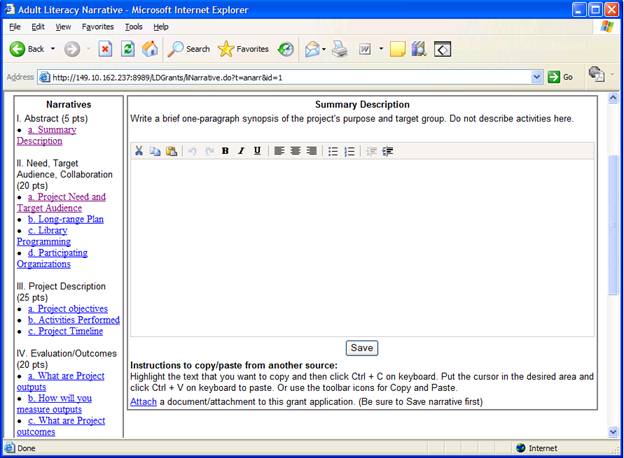 Adult Literacy Narrative - Microsoft Internet Explorer
File Edit View Favorites Tools Help
Back Search Favorites
Address http://149.10.162.237:8989/LDGrants/lNarrative.do?t=anarr&id=1 Go
Narratives
I. Abstract (5 pts)
• a. Summary
Description
II. Need, Target
Audience, Collaboration
(20 pts)
• a. Project Need and
Target Audience
• b. Long-range Plan
• c. Library
Programming
• d. Participating
Organizations
III. Project Description
(25 pts)
• a. Project objectives
• b. Activities Performed
• c. Project Timeline
IV. Evaluation/Outcomes
(20 pts)
• a. What are Project
outputs
• b. How will you
measure outputs
• c. What are Project
outcomes
Summary Description
Write a brief one-paragraph synopsis of the project's purpose and target group. Do not describe activities here.
B I U
Save
Instructions to copy/paste from another source:
Highlight the text that you want to copy and then click Ctrl + C on keyboard. Put the cursor in the desired area and
click Ctrl + V on keyboard to paste. Or use the toolbar icons for Copy and Paste.
Attach a document/attachment to this grant application. (Be sure to Save narrative first)
Done Internet